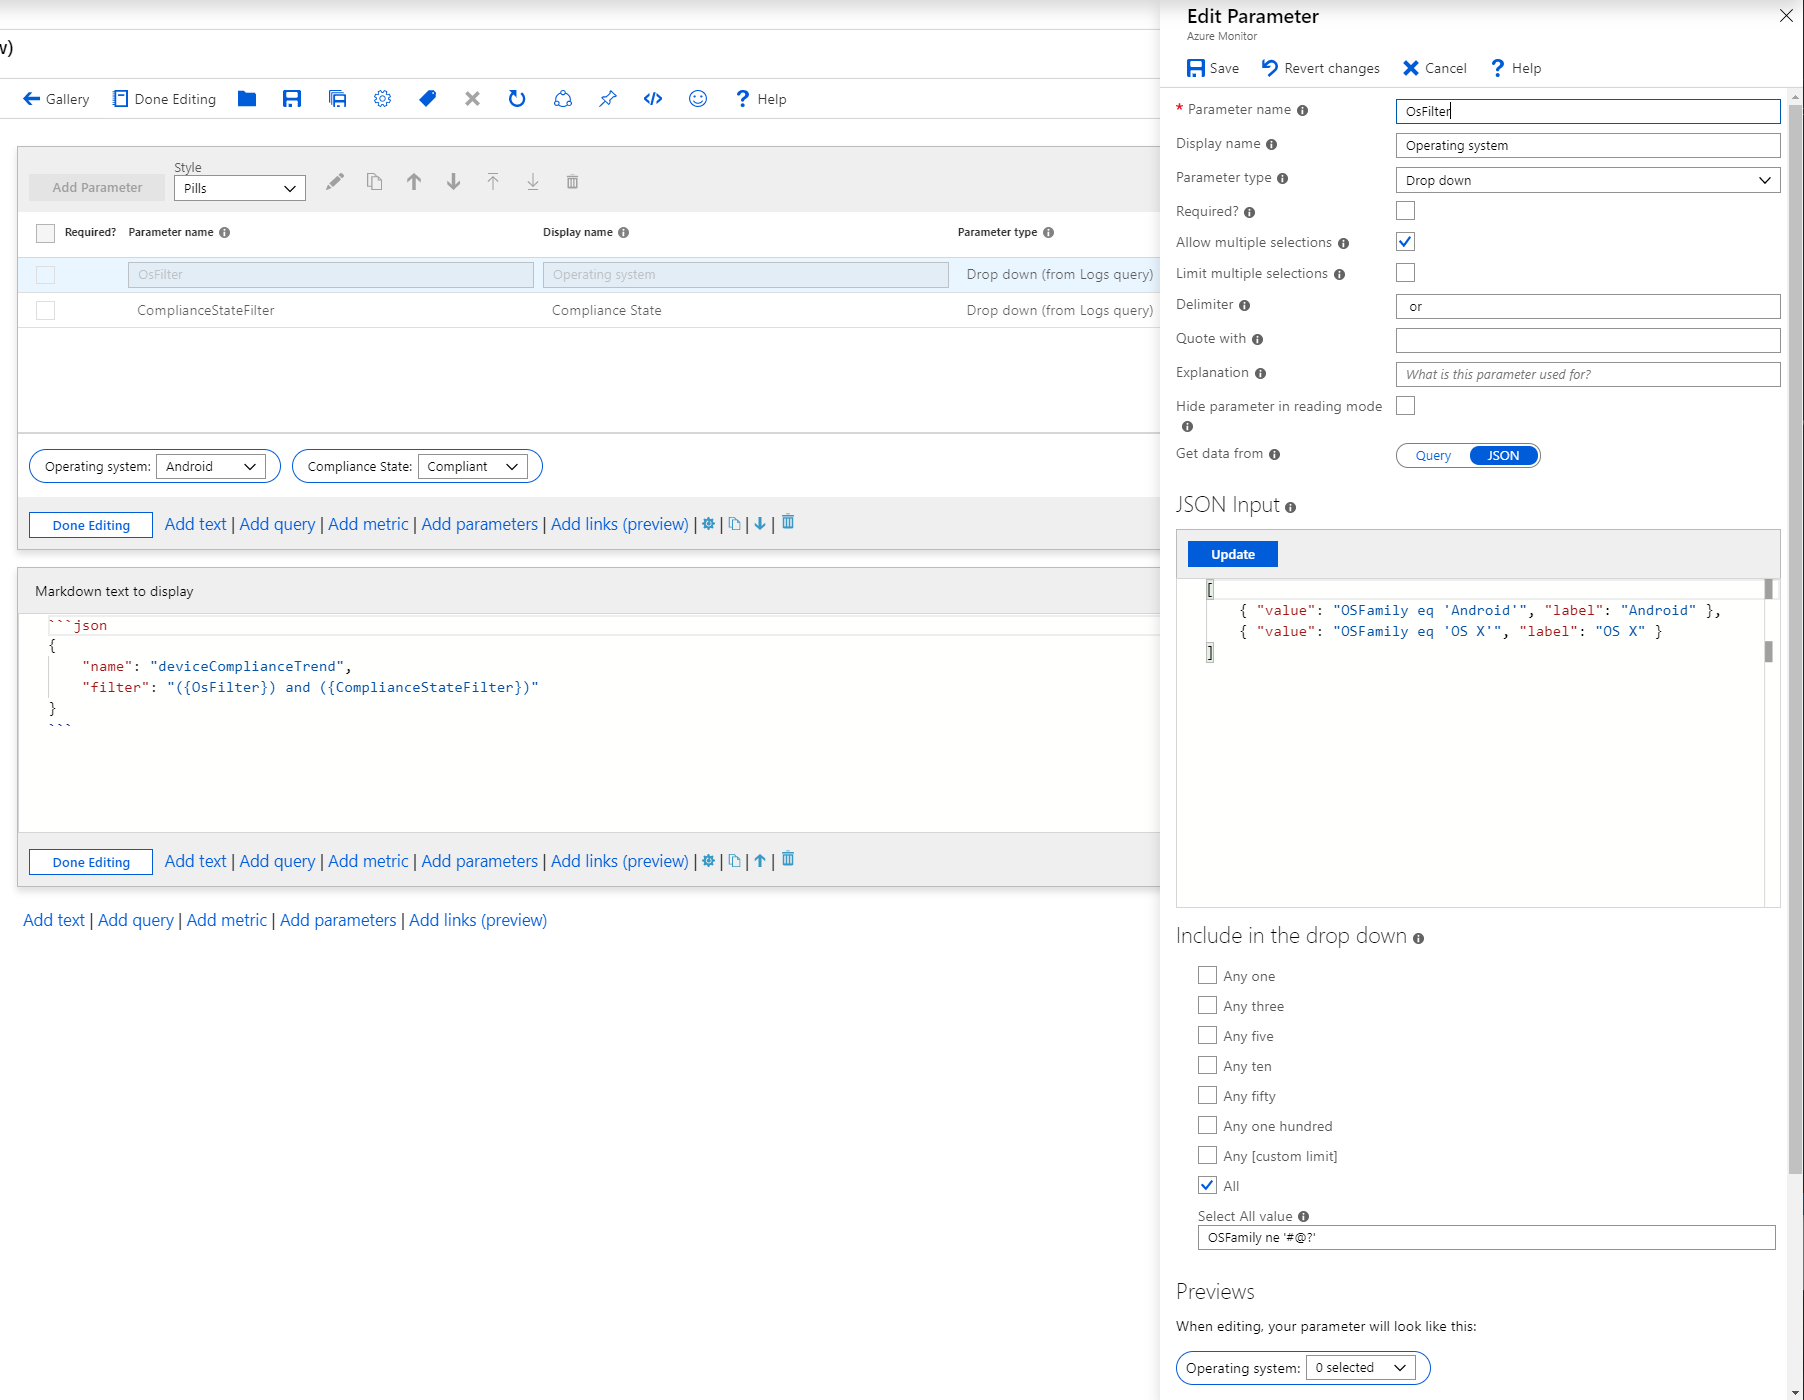 v)
Gallery Done Editing Help
Add Parameter Style Pills
Required? Parameter name Display name Parameter type
OsFilter Operating system Drop down (from Logs query)
ComplianceStateFilter Compliance State Drop down (from Logs query)
Operating system: Android Compliance State: Compliant
Done Editing Add text | Add query | Add metric | Add parameters | Add links (preview) | | | |
Markdown text to display
```json
{
"name": "deviceComplianceTrend",
"filter": "({OsFilter}) and ({ComplianceStateFilter})"
}
```
Done Editing Add text | Add query | Add metric | Add parameters | Add links (preview) | | | |
Add text | Add query | Add metric | Add parameters | Add links (preview)
Edit Parameter
Azure Monitor
Save Revert changes Cancel ? Help
* Parameter name OsFilter
Display name Operating system
Parameter type Drop down
Required?
Allow multiple selections
Limit multiple selections
Delimiter or
Quote with
Explanation What is this parameter used for?
Hide parameter in reading mode
Get data from Query JSON
JSON Input
Update
[
{ "value": "OSFamily eq 'Android'", "label": "Android" },
{ "value": "OSFamily eq 'OS X'", "label": "OS X" }
]
Include in the drop down
Any one
Any three
Any five
Any ten
Any fifty
Any one hundred
Any [custom limit]
All
Select All value
OSFamily ne '#@?'
Previews
When editing, your parameter will look like this:
Operating system: 0 selected